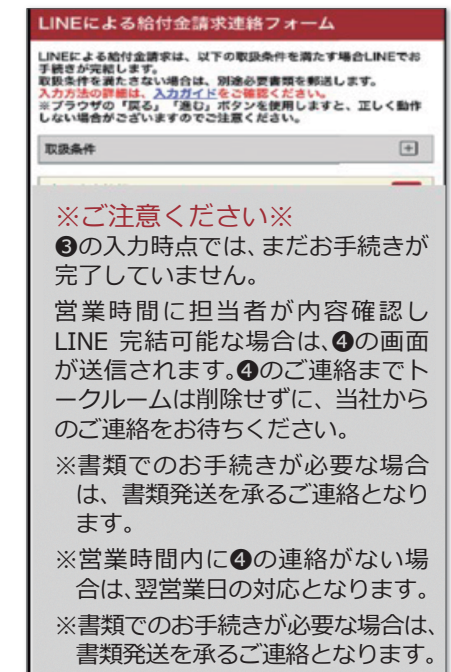 LINEによる給付金請求連絡フォーム
LINEによる給付金請求は、以下の取扱条件を満たす場合LINEでお
手続きが完結します。
取扱条件を満たさない場合は、別途必要書類を郵送します。
入力方法の詳細は、入力ガイドをご確認ください。
※ブラウザの「戻る」「進む」ボタンを使用しますと、正しく動作
しない場合がございますのでご注意ください。
取扱条件
※ご注意ください※
❸の入力時点では、まだお手続きが
完了していません。
営業時間に担当者が内容確認し
LINE 完結可能な場合は、❹の画面
が送信されます。❹のご連絡までト
ークルームは削除せずに、当社から
のご連絡をお待ちください。
※書類でのお手続きが必要な場合
は、書類発送を承るご連絡となり
ます。
※営業時間内に❹の連絡がない場
合は、翌営業日の対応となります。
※書類でのお手続きが必要な場合は、
書類発送を承るご連絡となります。